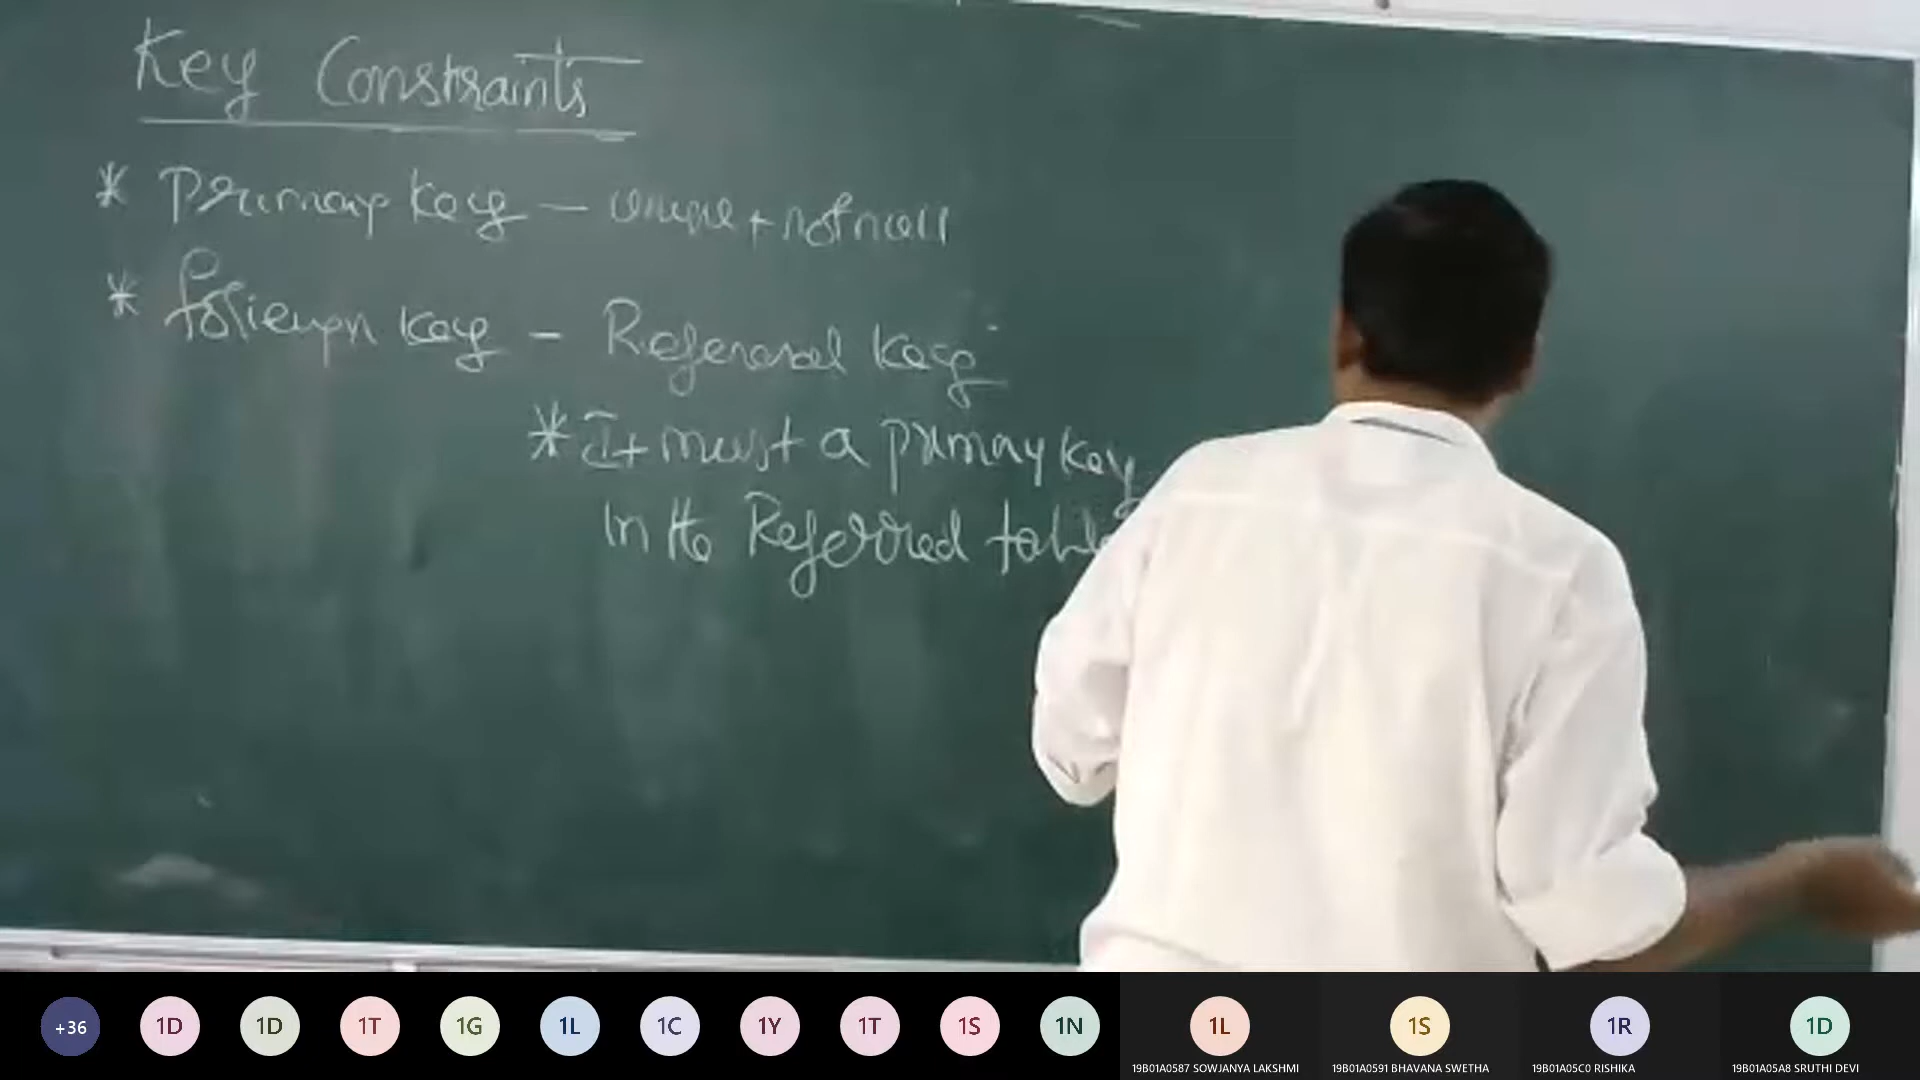 Key Constraints
* Primary key - unique + not null
* foriegn key - Referral key
* It must a primary key
in the Referred table
+36 1D 1D 1T 1G 1L 1C 1Y 1T 1S 1N 1L 1S 1R 1D
19B01A0587 SOWJANYA LAKSHMI 19B01A0591 BHAVANA SWETHA 19B01A05C0 RISHIKA 19B01A05A8 SRUTHI DEVI